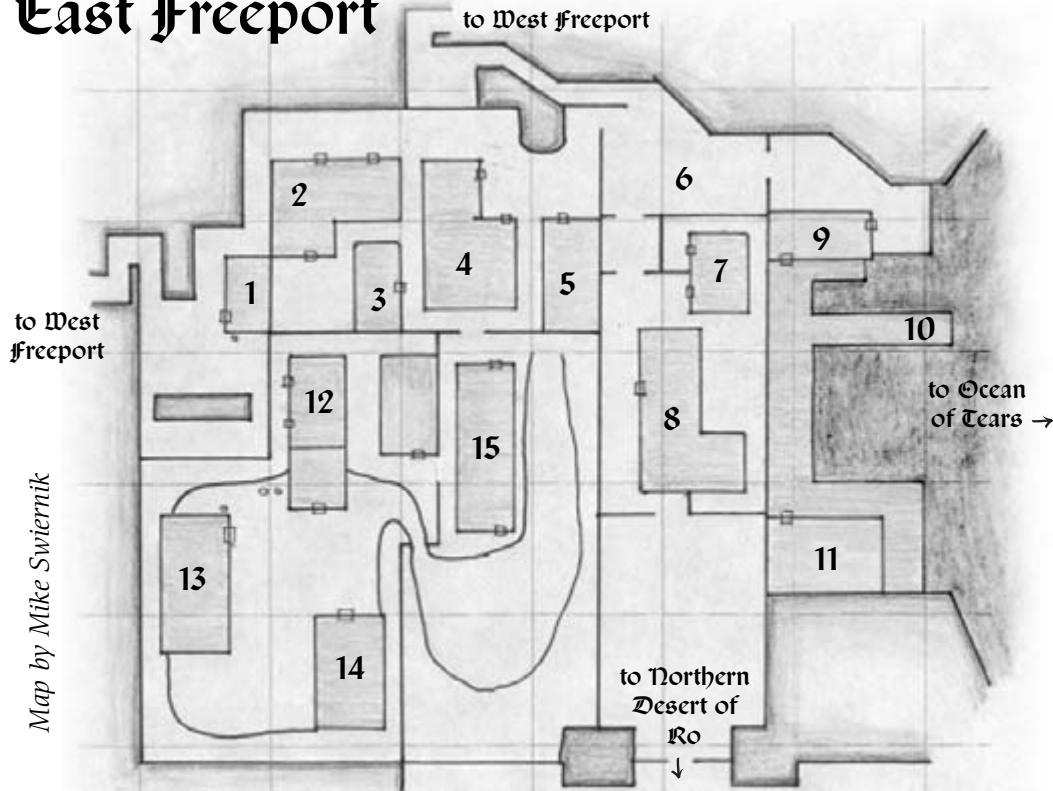 East Freeport
to West Freeport
6
2
9
7
4
5
1
3
10
to West
Freeport
to Ocean
of Tears →
12
8
15
11
13
14
to Northern
Desert of
Ro
↓
Map by Mike Swiernik